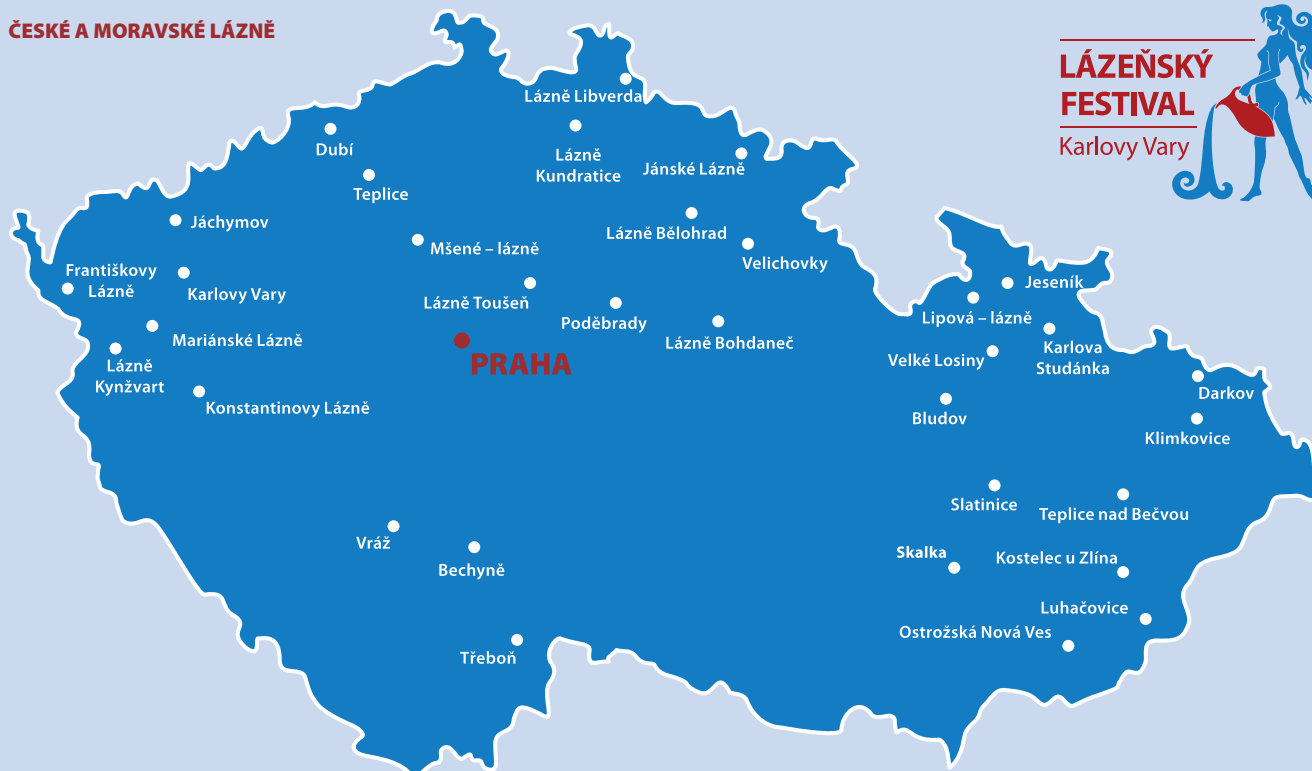 ČESKÉ A MORAVSKÉ LÁZNĚ
LÁZEŇSKÝ
FESTIVAL
Karlovy Vary
Lázně Libverda
Dubí
Lázně
Kundratice
Jánské Lázně
Teplice
Jáchymov
Mšené – lázně
Lázně Bělohrad
Velichovky
Františkovy
Lázně
Karlovy Vary
Lázně Toušeň
Poděbrady
Lázně Bohdaneč
Jeseník
Lipová – lázně
Karlova
Studánka
Velké Losiny
Mariánské Lázně
Lázně
Kynžvart
PRAHA
Konstantinovy Lázně
Darkov
Bludov
Klimkovice
Slatinice
Teplice nad Bečvou
Vráž
Bechyně
Skalka
Kostelec u Zlína
Luhačovice
Ostrožská Nová Ves
Třeboň